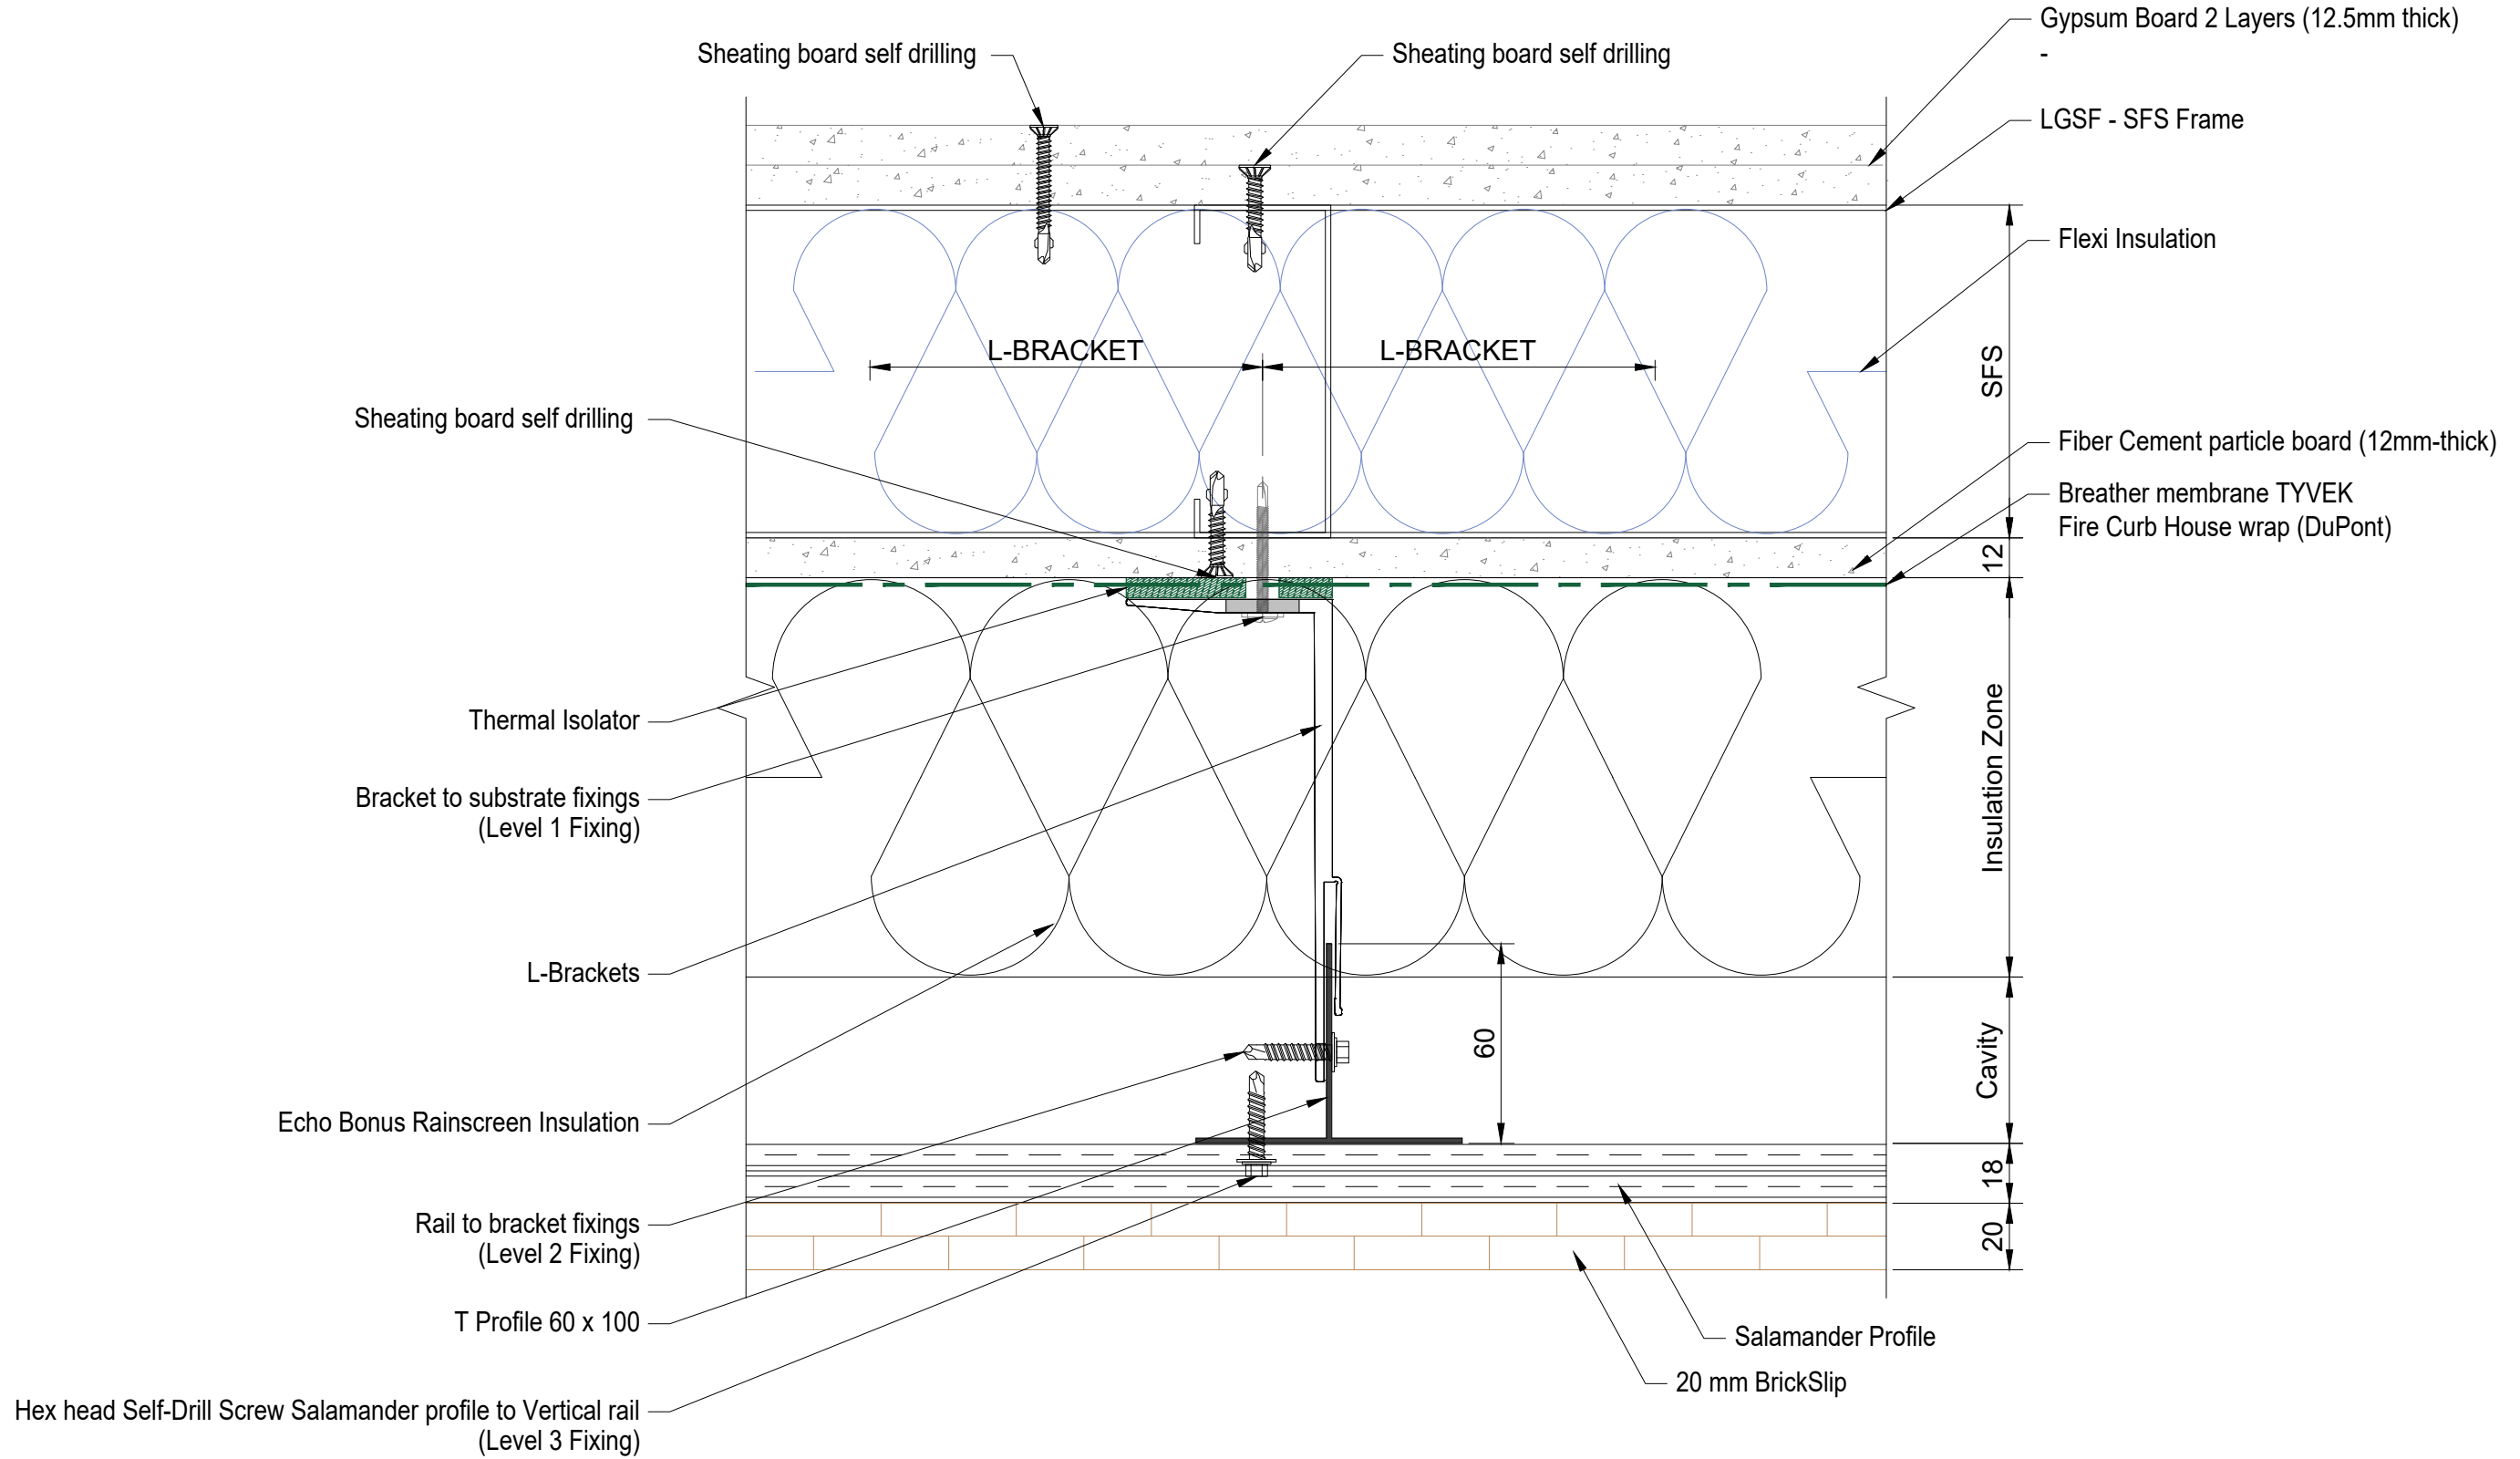 Gypsum Board 2 Layers (12.5mm thick)
-
Sheating board self drilling
Sheating board self drilling
LGSF - SFS Frame
Flexi Insulation
L-BRACKET
L-BRACKET
SFS
Sheating board self drilling
Fiber Cement particle board (12mm-thick)
Breather membrane TYVEK
Fire Curb House wrap (DuPont)
12
Thermal Isolator
Insulation Zone
Bracket to substrate fixings
(Level 1 Fixing)
L-Brackets
60
Cavity
Echo Bonus Rainscreen Insulation
18
Rail to bracket fixings
(Level 2 Fixing)
20
T Profile 60 x 100
Salamander Profile
20 mm BrickSlip
Hex head Self-Drill Screw Salamander profile to Vertical rail
(Level 3 Fixing)